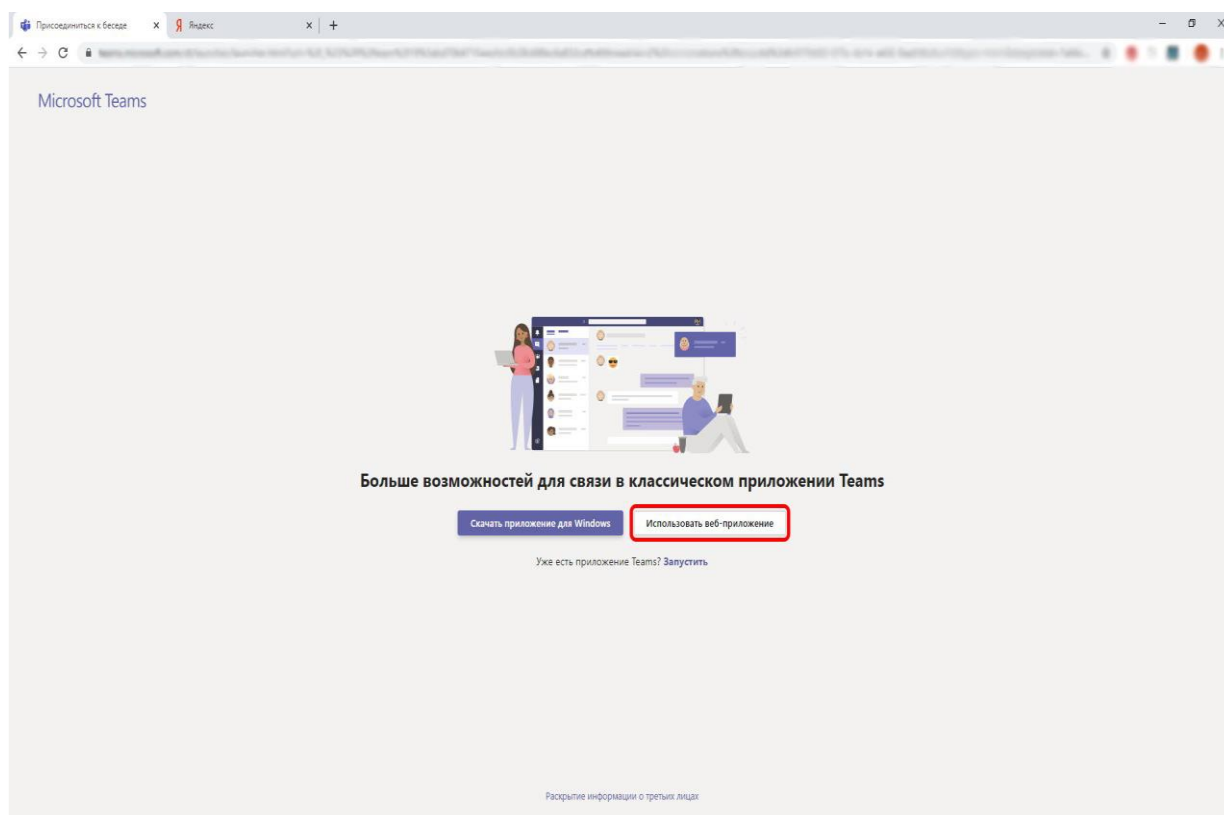 Присоединиться к беседе
Яндекс
Microsoft Teams
Больше возможностей для связи в классическом приложении Teams
Скачать приложение для Windows
Использовать веб-приложение
Уже есть приложение Teams? Запустить
Раскрытие информации о третьих лицах